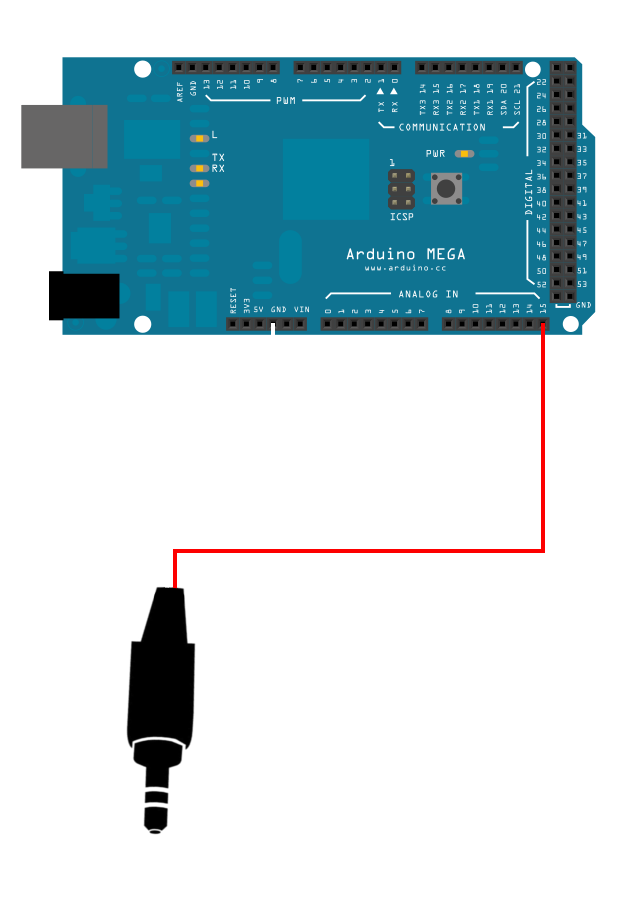 AREF GND 13 12 11 10 9 8 7 6 5 4 3 2 1 0 14 15 16 17 18 19 20 21
TX RX TX3 RX3 TX2 RX2 TX1 RX1 SDA SCL
PWM
COMMUNICATION
L
TX
RX
PWR
1
ICSP
DIGITAL
22
24
26
28
30 31
32 33
34 35
36 37
38 39
40 41
42 43
44 45
46 47
48 49
50 51
52 53
GND
Arduino MEGA
www.arduino.cc
ANALOG IN
RESET 3V3 5V GND VIN 0 1 2 3 4 5 6 7 8 9 10 11 12 13 14 15